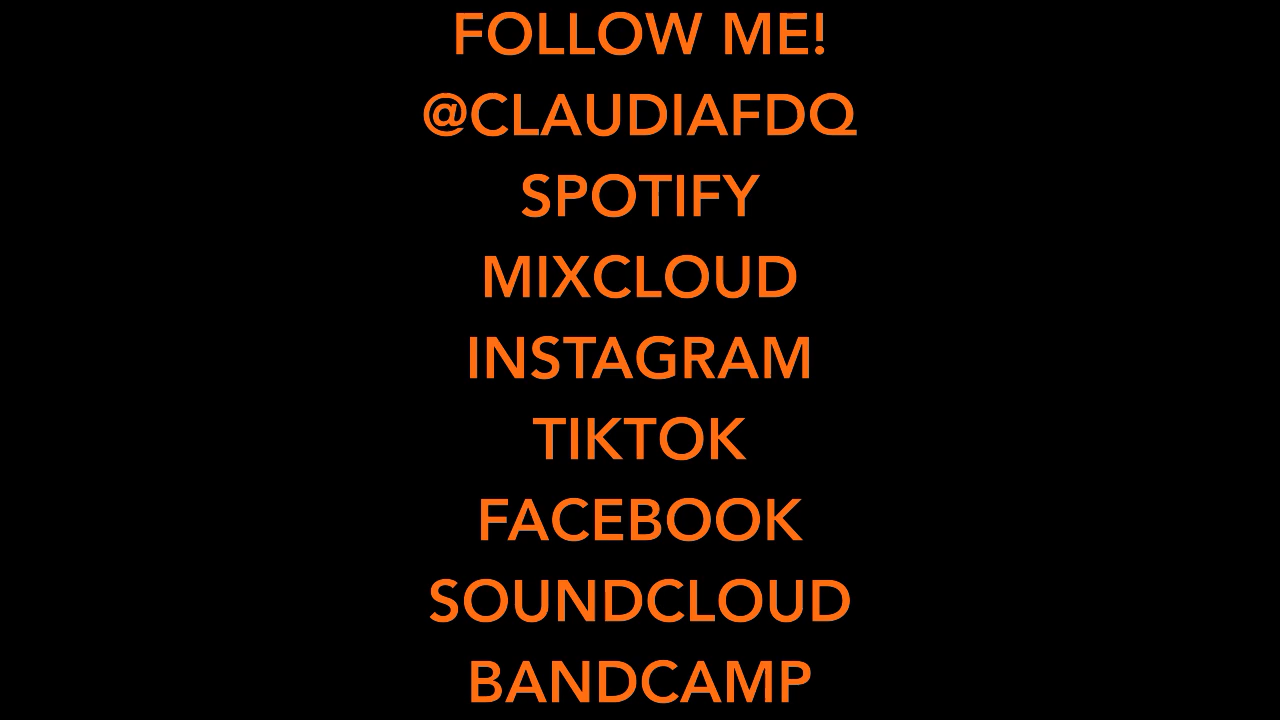 FOLLOW ME!
@CLAUDIAFDQ
SPOTIFY
MIXCLOUD
INSTAGRAM
TIKTOK
FACEBOOK
SOUNDCLOUD
BANDCAMP